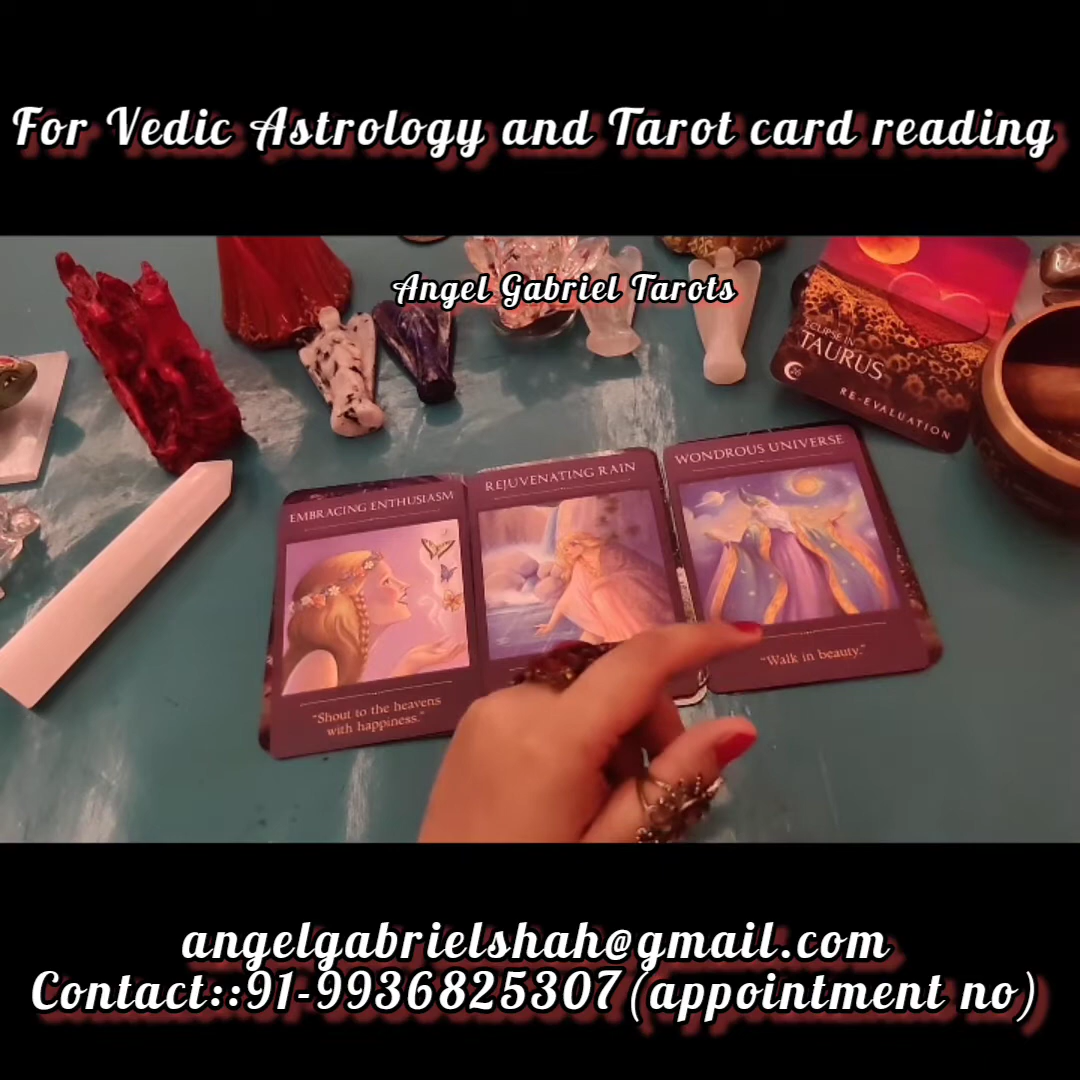 For Vedic Astrology and Tarot card reading
Angel Gabriel Tarots
ECLIPSE IN
TAURUS
RE-EVALUATION
EMBRACING ENTHUSIASM
REJUVENATING RAIN
WONDROUS UNIVERSE
"Shout to the heavens
with happiness."
"Walk in beauty."
angelgabrielshah@gmail.com
Contact::91-9936825307(appointment no)